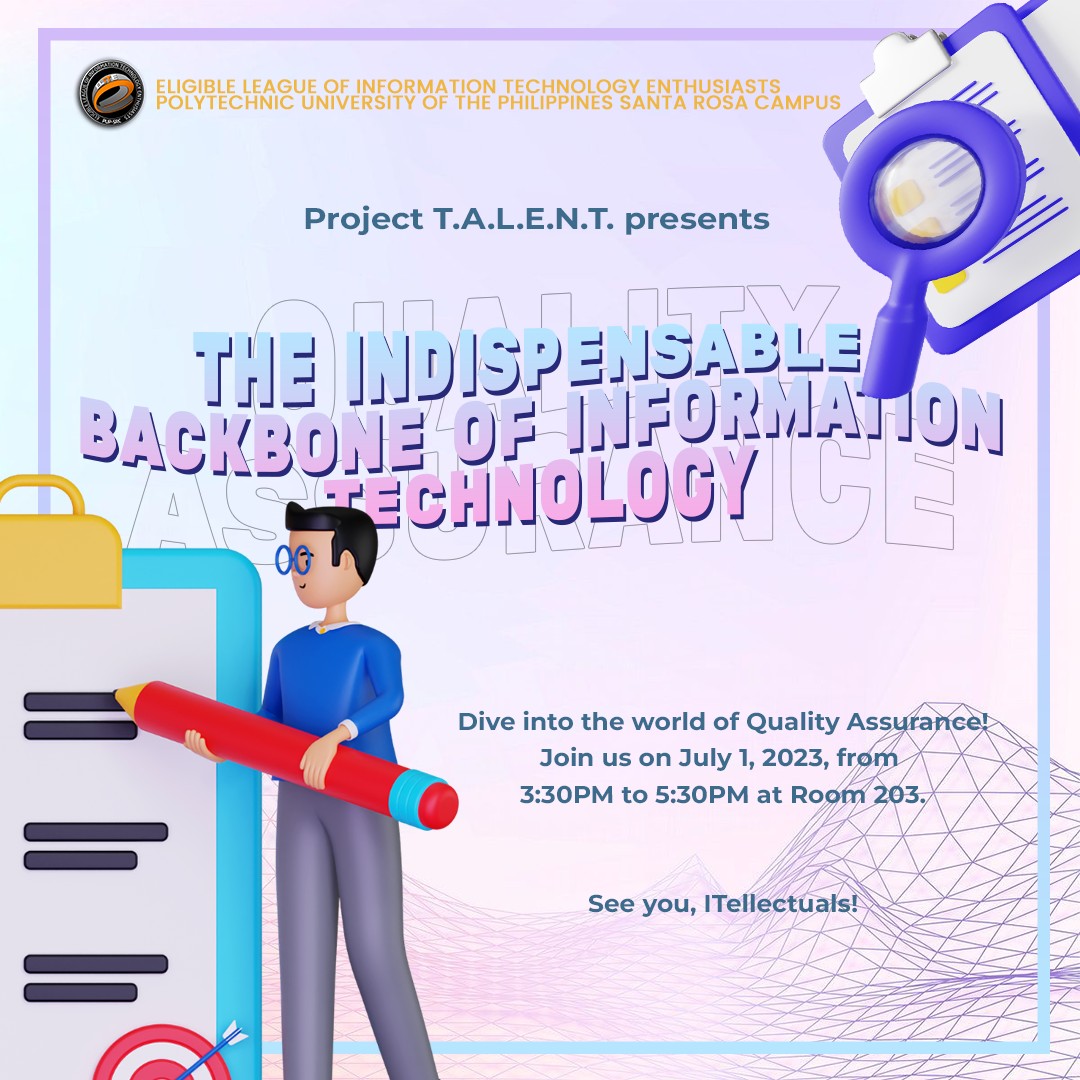 ELIGIBLE LEAGUE OF INFORMATION TECHNOLOGY ENTHUSIASTS
POLYTECHNIC UNIVERSITY OF THE PHILIPPINES SANTA ROSA CAMPUS
Project T.A.L.E.N.T. presents
QUALITY
ASSURANCE
THE INDISPENSABLE
BACKBONE OF INFORMATION
TECHNOLOGY
Dive into the world of Quality Assurance!
Join us on July 1, 2023, from
3:30PM to 5:30PM at Room 203.
See you, ITellectuals!